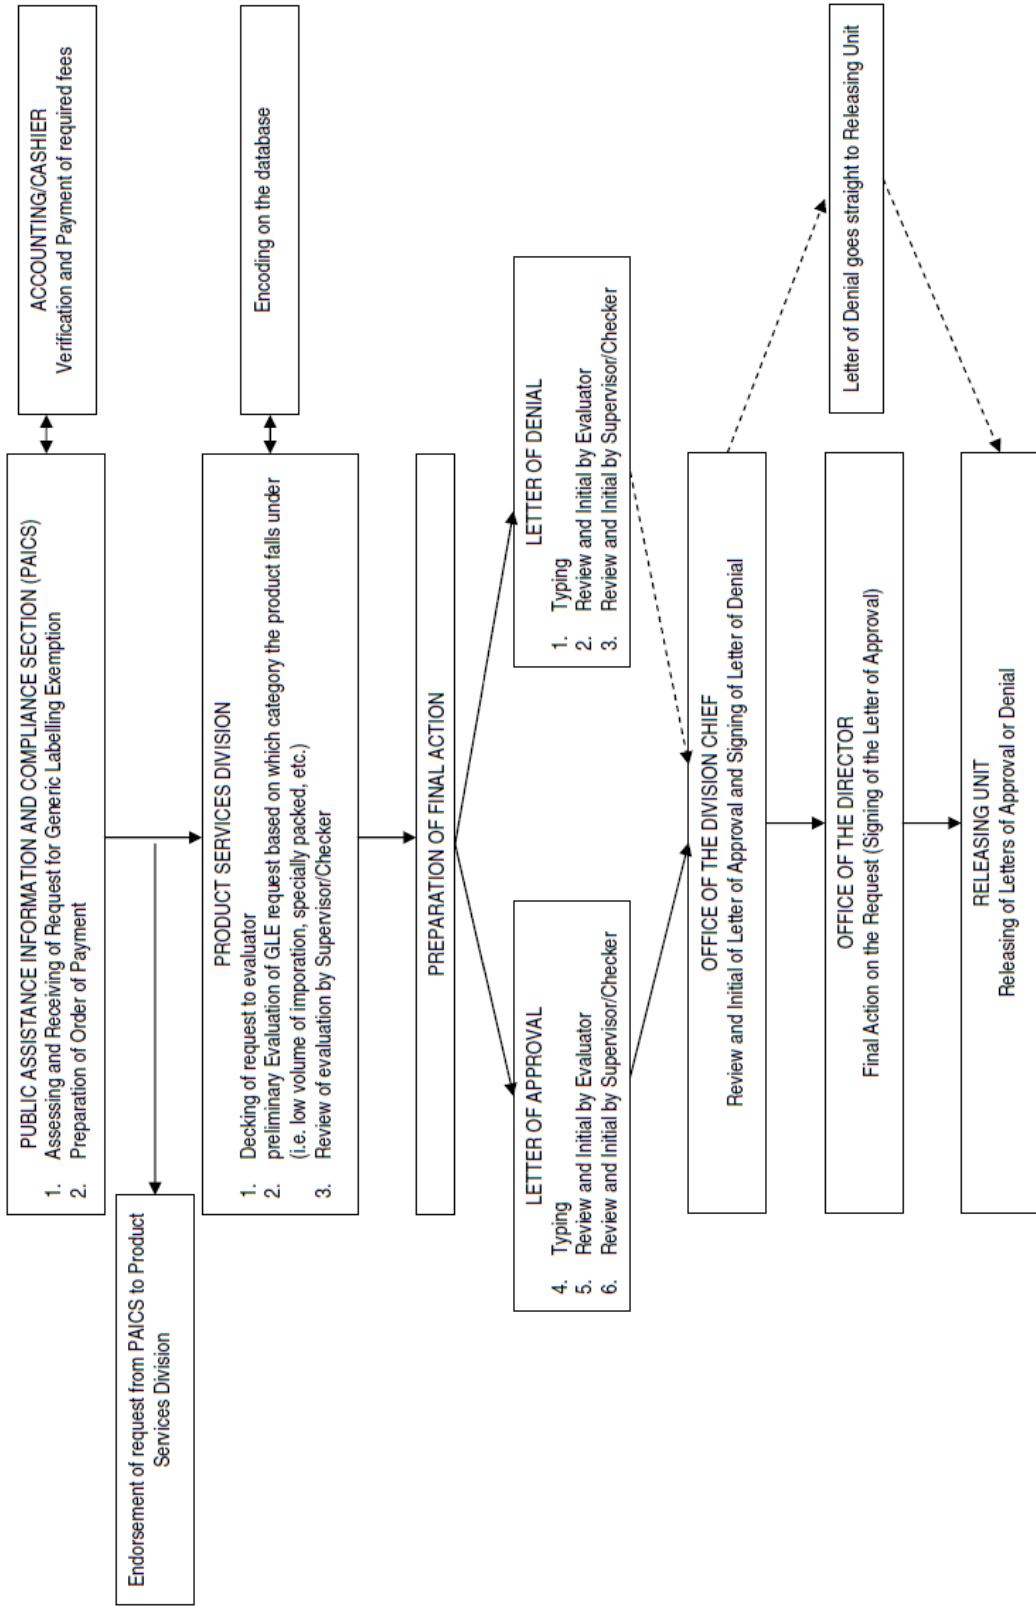 PUBLIC ASSISTANCE INFORMATION AND COMPLIANCE SECTION (PAICS)
1. Assessing and Receiving of Request for Generic Labelling Exemption
2. Preparation of Order of Payment
ACCOUNTING/CASHIER
Verification and Payment of required fees
Endorsement of request from PAICS to Product
Services Division
PRODUCT SERVICES DIVISION
1. Decking of request to evaluator
2. preliminary Evaluation of GLE request based on which category the product falls under
(i.e. low volume of imporation, specially packed, etc.)
3. Review of evaluation by Supervisor/Checker
Encoding on the database
PREPARATION OF FINAL ACTION
LETTER OF APPROVAL
4. Typing
5. Review and Initial by Evaluator
6. Review and Initial by Supervisor/Checker
LETTER OF DENIAL
1. Typing
2. Review and Initial by Evaluator
3. Review and Initial by Supervisor/Checker
OFFICE OF THE DIVISION CHIEF
Review and Initial of Letter of Approval and Signing of Letter of Denial
Letter of Denial goes straight to Releasing Unit
OFFICE OF THE DIRECTOR
Final Action on the Request (Signing of the Letter of Approval)
RELEASING UNIT
Releasing of Letters of Approval or Denial